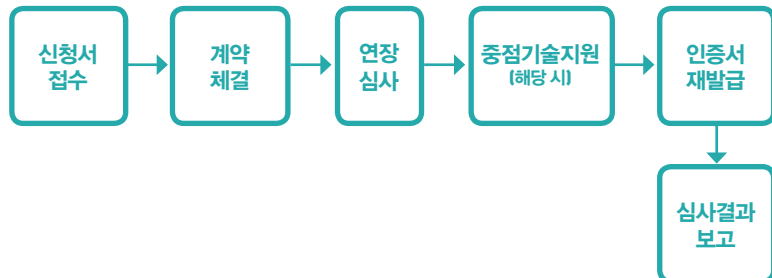 신청서
접수
계약
체결
연장
심사
중점기술지원
(해당 시)
인증서
재발급
심사결과
보고